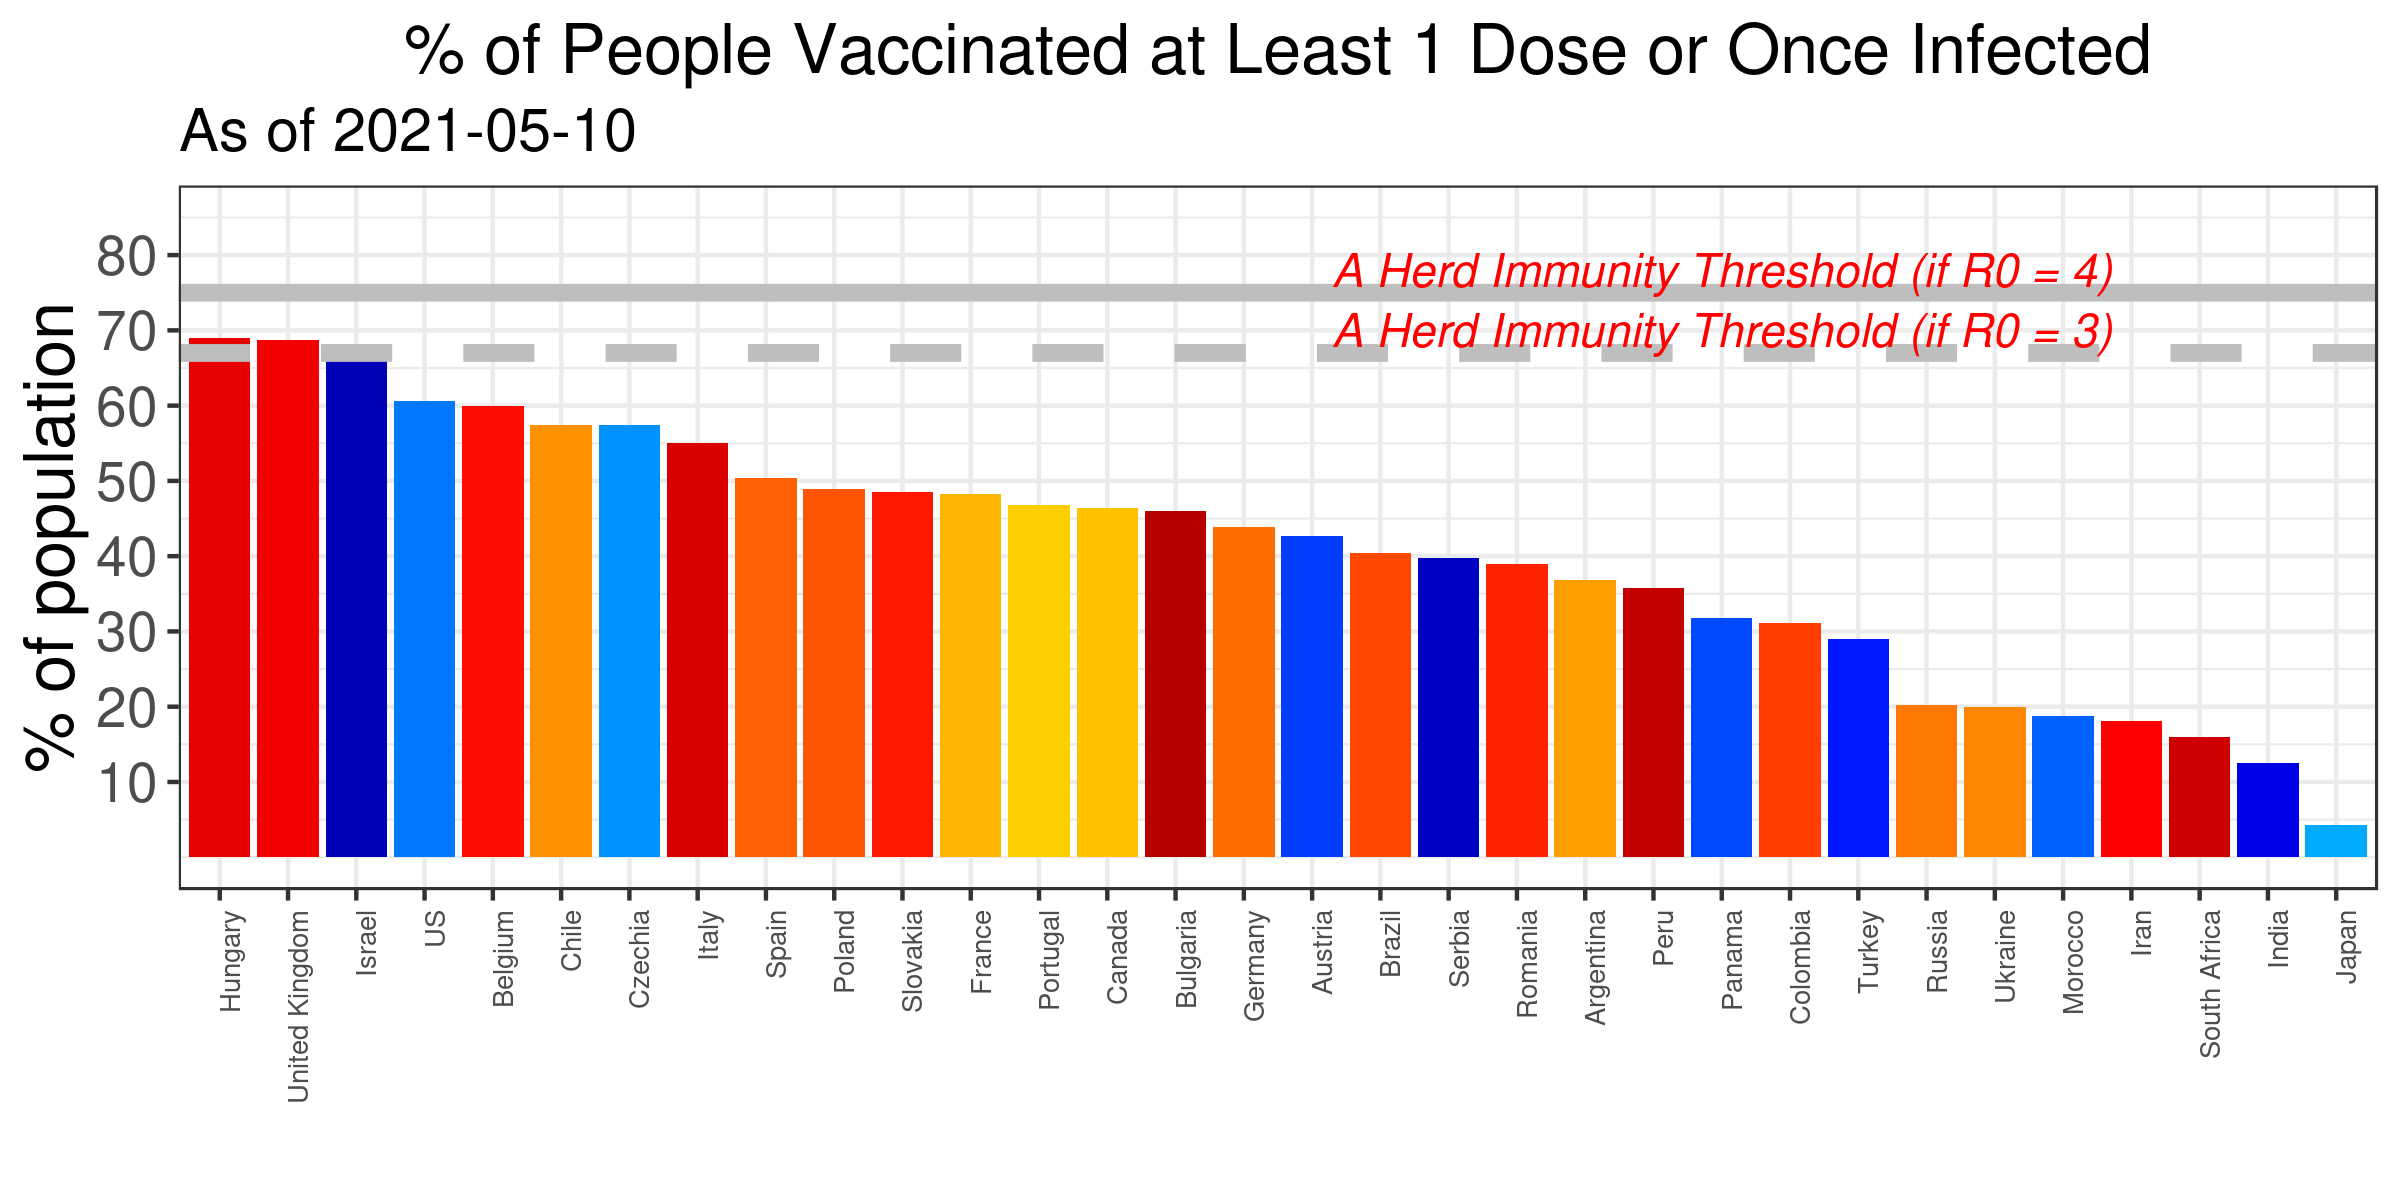 % of People Vaccinated at Least 1 Dose or Once Infected
As of 2021-05-10
% of population
80
70
60
50
40
30
20
10
A Herd Immunity Threshold (if R0 = 4)
A Herd Immunity Threshold (if R0 = 3)
Hungary
United Kingdom
Israel
US
Belgium
Chile
Czechia
Italy
Spain
Poland
Slovakia
France
Portugal
Canada
Bulgaria
Germany
Austria
Brazil
Serbia
Romania
Argentina
Peru
Panama
Colombia
Turkey
Russia
Ukraine
Morocco
Iran
South Africa
India
Japan